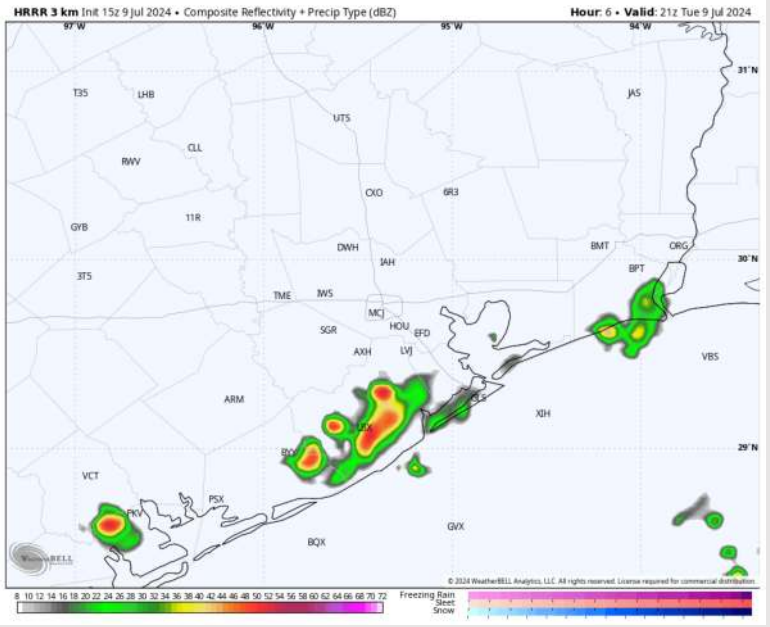 HRRR 3 km Init 15z 9 Jul 2024 • Composite Reflectivity + Precip Type (dBZ) Hour: 6 • Valid: 21z Tue 9 Jul 2024
97°W 96°W 95°W 94°W
31°N
T35 LHB JAS
UTS
CLL
RWV
CXO 6R3
11R
GYB
DWH BMT ORG
IAH 30°N
3T5 BPT
TME IWS
MCJ
SGR HOU EFD
AXH LVJ
VBS
ARM GLS XIH
LBX
BYY 29°N
VCT
PSX
PKV
BQX GVX
WeatherBELL
© 2024 WeatherBELL Analytics, LLC. All rights reserved. License required for commercial distribution.
8 10 12 14 16 18 20 22 24 26 28 30 32 34 36 38 40 42 44 46 48 50 52 54 56 58 60 62 64 66 68 70 72
Freezing Rain
Sleet
Snow